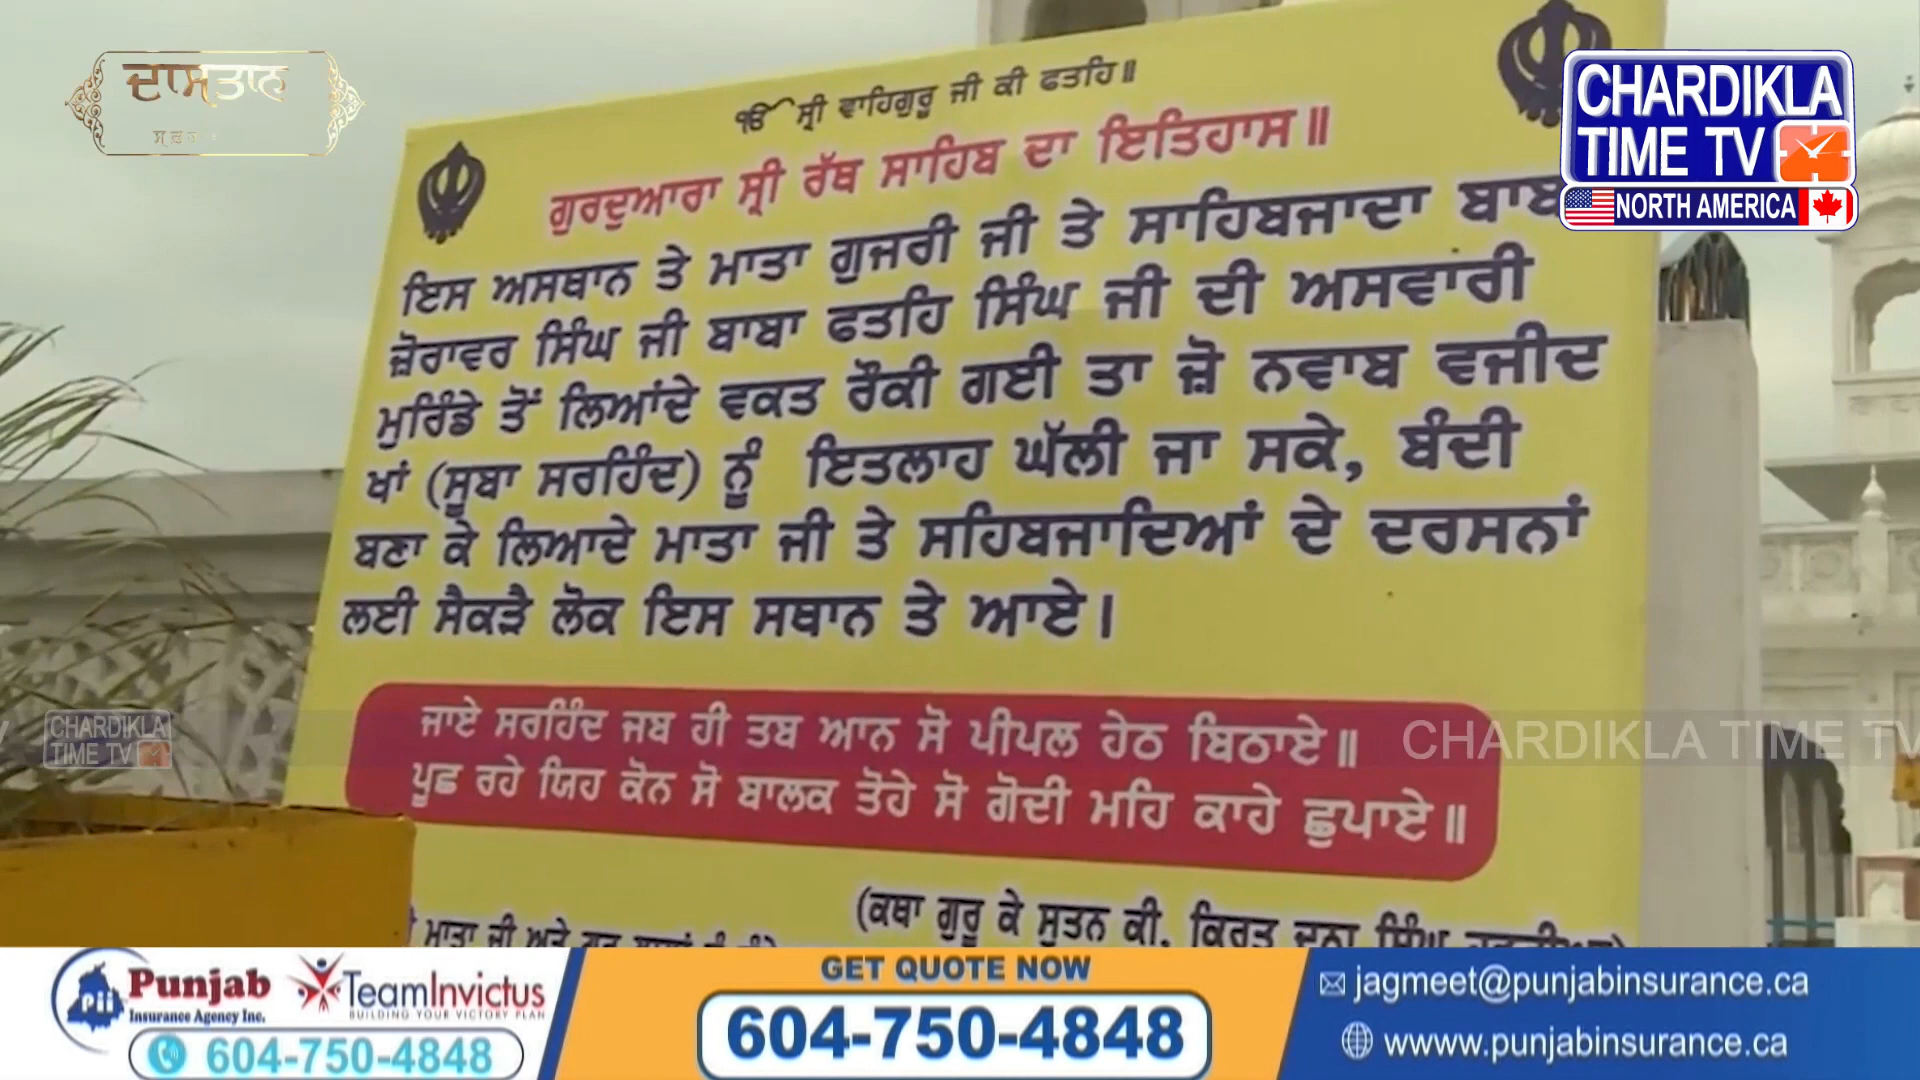 ਦਾਸਤਾਨ
CHARDIKLA
TIME TV
NORTH AMERICA
ੴ ਸ੍ਰੀ ਵਾਹਿਗੁਰੂ ਜੀ ਕੀ ਫਤਹਿ॥
ਗੁਰਦੁਆਰਾ ਸ੍ਰੀ ਰੱਥ ਸਾਹਿਬ ਦਾ ਇਤਿਹਾਸ॥
ਇਸ ਅਸਥਾਨ ਤੇ ਮਾਤਾ ਗੁਜਰੀ ਜੀ ਤੇ ਸਾਹਿਬਜਾਦਾ
ਜ਼ੋਰਾਵਰ ਸਿੰਘ ਜੀ ਬਾਬਾ ਫਤਹਿ ਸਿੰਘ ਜੀ ਦੀ ਅਸਵਾਰੀ
ਮੁਰਿੰਡੇ ਤੋਂ ਲਿਆਂਦੇ ਵਕਤ ਰੌਕੀ ਗਈ ਤਾ ਜ਼ੋ ਨਵਾਬ ਵਜੀਦ
ਖਾਂ (ਸੂਬਾ ਸਰਹਿੰਦ) ਨੂੰ ਇਤਲਾਹ ਘੱਲੀ ਜਾ ਸਕੇ, ਬੰਦੀ
ਬਣਾ ਕੇ ਲਿਆਦੇ ਮਾਤਾ ਜੀ ਤੇ ਸਹਿਬਜਾਦਿਆਂ ਦੇ ਦਰਸਨਾਂ
ਲਈ ਸੈਕੜੈ ਲੋਕ ਇਸ ਸਥਾਨ ਤੇ ਆਏ।
ਜਾਏ ਸਰਹਿੰਦ ਜਬ ਹੀ ਤਬ ਆਨ ਸੋ ਪੀਪਲ ਹੇਠ ਬਿਠਾਏ॥
ਪੂਛ ਰਹੇ ਯਿਹ ਕੋਨ ਸੋ ਬਾਲਕ ਤੋਹੇ ਸੋ ਗੋਦੀ ਮਹਿ ਕਾਹੇ ਛੁਪਾਏ॥
CHARDIKLA
TIME TV
CHARDIKLA TIME TV
(ਕਥਾ ਗੁਰੂ ਕੇ ਸੁਤਨ ਕੀ, ਕਿਰਤ ਦੁਨਾ ਸਿੰਘ
ਮਾਤਾ ਜੀ ਅਤੇ
Punjab
Insurance Agency Inc.
TeamInvictus
BUILDING YOUR VICTORY PLAN
604-750-4848
GET QUOTE NOW
604-750-4848
jagmeet@punjabinsurance.ca
www.punjabinsurance.ca